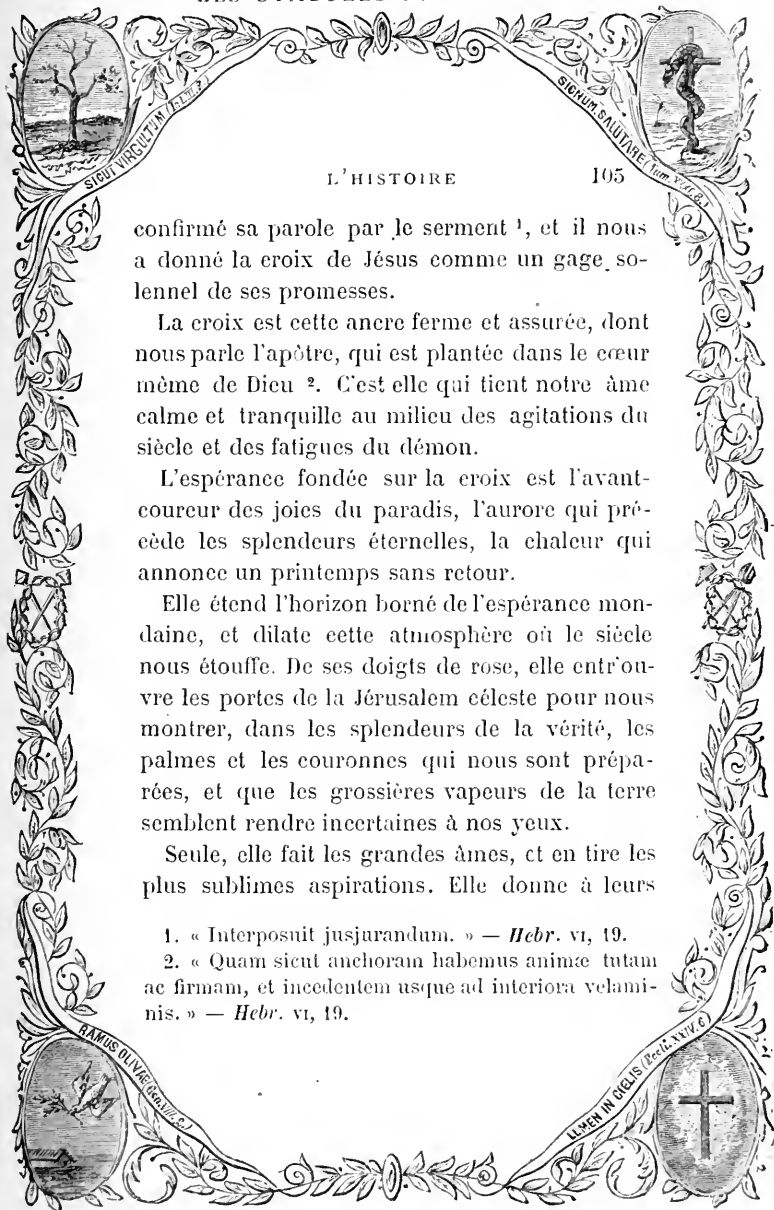 SICUT VIRGULTUM
SIGNUM SALUTARE
L'HISTOIRE 105
confirmé sa parole par le serment ¹, et il nous
a donné la croix de Jésus comme un gage so-
lennel de ses promesses.
La croix est cette ancre ferme et assurée, dont
nous parle l'apôtre, qui est plantée dans le cœur
même de Dieu ². C'est elle qui tient notre âme
calme et tranquille au milieu des agitations du
siècle et des fatigues du démon.
L'espérance fondée sur la croix est l'avant-
coureur des joies du paradis, l'aurore qui pré-
cède les splendeurs éternelles, la chaleur qui
annonce un printemps sans retour.
Elle étend l'horizon borné de l'espérance mon-
daine, et dilate cette atmosphère où le siècle
nous étouffe. De ses doigts de rose, elle entr'ou-
vre les portes de la Jérusalem céleste pour nous
montrer, dans les splendeurs de la vérité, les
palmes et les couronnes qui nous sont prépa-
rées, et que les grossières vapeurs de la terre
semblent rendre incertaines à nos yeux.
Seule, elle fait les grandes âmes, et en tire les
plus sublimes aspirations. Elle donne à leurs
1. « Interposuit jusjurandum. » — Hebr. VI, 19.
2. « Quam sicut anchoram habemus animæ tutam
ac firmam, et incedentem usque ad interiora velami-
nis. » — Hebr. VI, 19.
RAMUS OLIVAE (Gen. VIII.
LUMEN IN CŒLIS (Eccli. XXIV. 6)